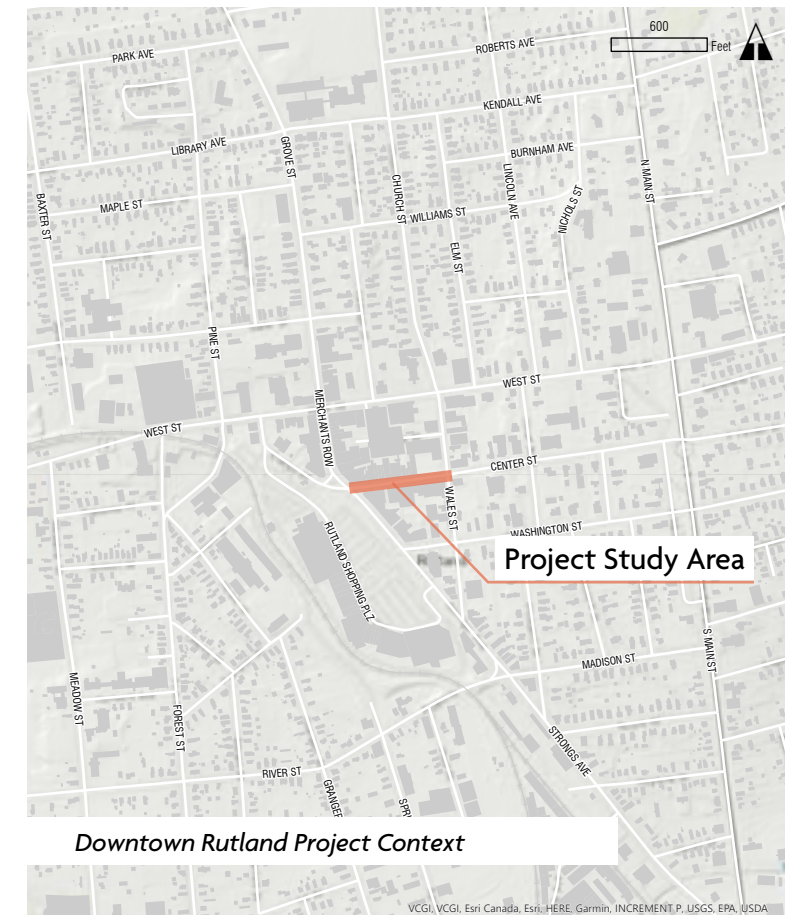 600
Feet
PARK AVE
ROBERTS AVE
KENDALL AVE
LIBRARY AVE
GROVE ST
BURNHAM AVE
N MAIN ST
LINCOLN AVE
CHURCH ST
NICHOLS ST
BAXTER ST
MAPLE ST
WILLIAMS ST
ELM ST
PINE ST
MERCHANTS ROW
WEST ST
WEST ST
CENTER ST
WALES ST
WASHINGTON ST
RUTLAND SHOPPING PLZ
Project Study Area
S MAIN ST
MADISON ST
MEADOW ST
FOREST ST
STRONGS AVE
RIVER ST
GRANGER
Downtown Rutland Project Context
VCGI, VCGI, Esri Canada, Esri, HERE, Garmin, INCREMENT P, USGS, EPA, USDA